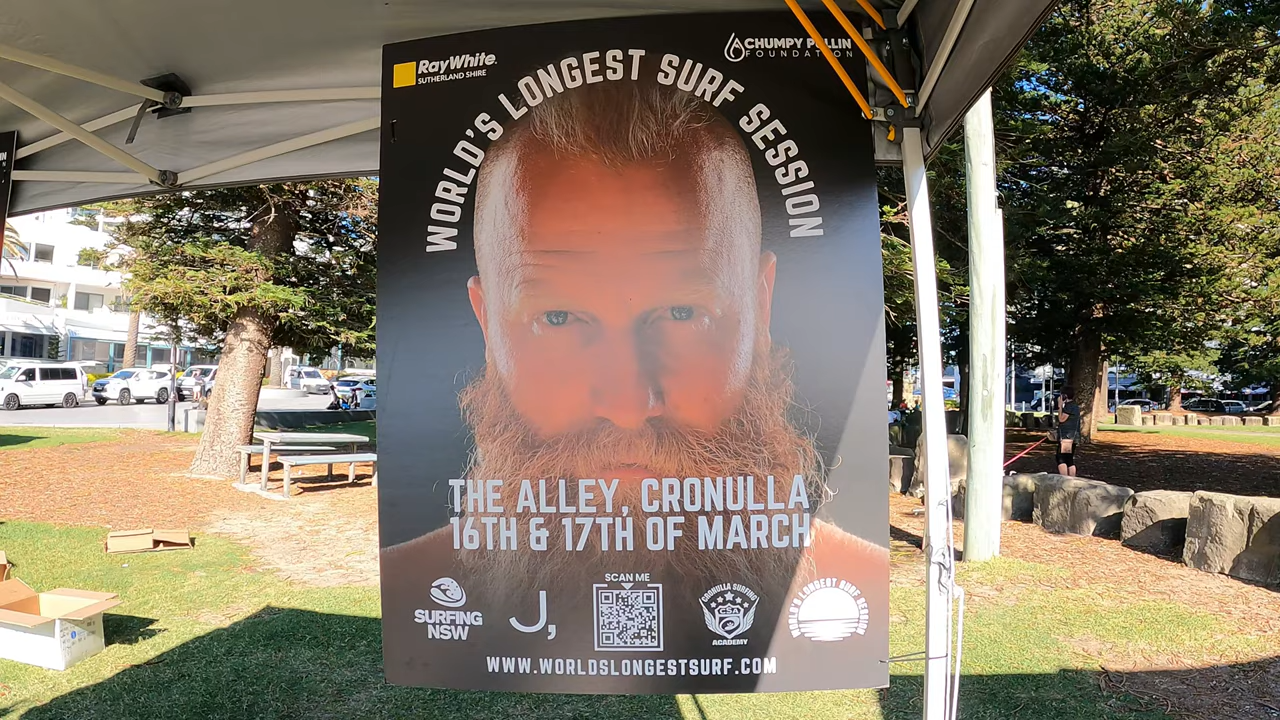 RayWhite.
SUTHERLAND SHIRE
CHUMPY PULLIN
FOUNDATION
WORLD'S LONGEST SURF SESSION
THE ALLEY, CRONULLA
16TH & 17TH OF MARCH
SCAN ME
SURFING
NSW
J,
CRONULLA SURFING
CSA
ACADEMY
WORLD'S LONGEST SURF SESSION
WWW.WORLDSLONGESTSURF.COM